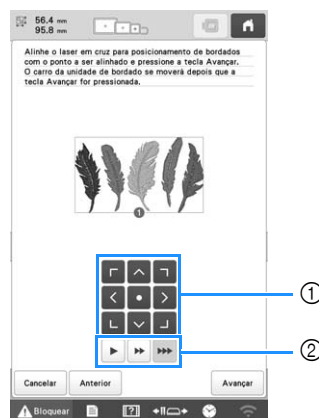 56.4 mm
95.8 mm
Alinhe o laser em cruz para posicionamento de bordados
com o ponto a ser alinhado e pressione a tecla Avançar.
O carro da unidade de bordado se moverá depois que a
tecla Avançar for pressionada.
1
①
②
Cancelar Anterior Avançar
Bloquear